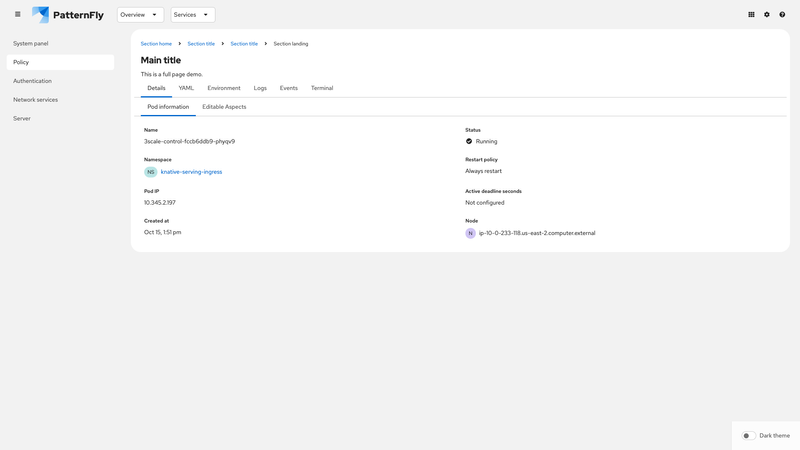 PatternFly
Overview
Services
System panel
Policy
Authentication
Network services
Server
Section home
Section title
Section title
Section landing
Main title
This is a full page demo.
Details
YAML
Environment
Logs
Events
Terminal
Pod information
Editable Aspects
Name
3scale-control-fccb6ddb9-phyqv9
Status
Running
Namespace
NS knative-serving-ingress
Restart policy
Always restart
Pod IP
10.345.2.197
Active deadline seconds
Not configured
Created at
Oct 15, 1:51 pm
Node
N ip-10-0-233-118.us-east-2.computer.external
Dark theme